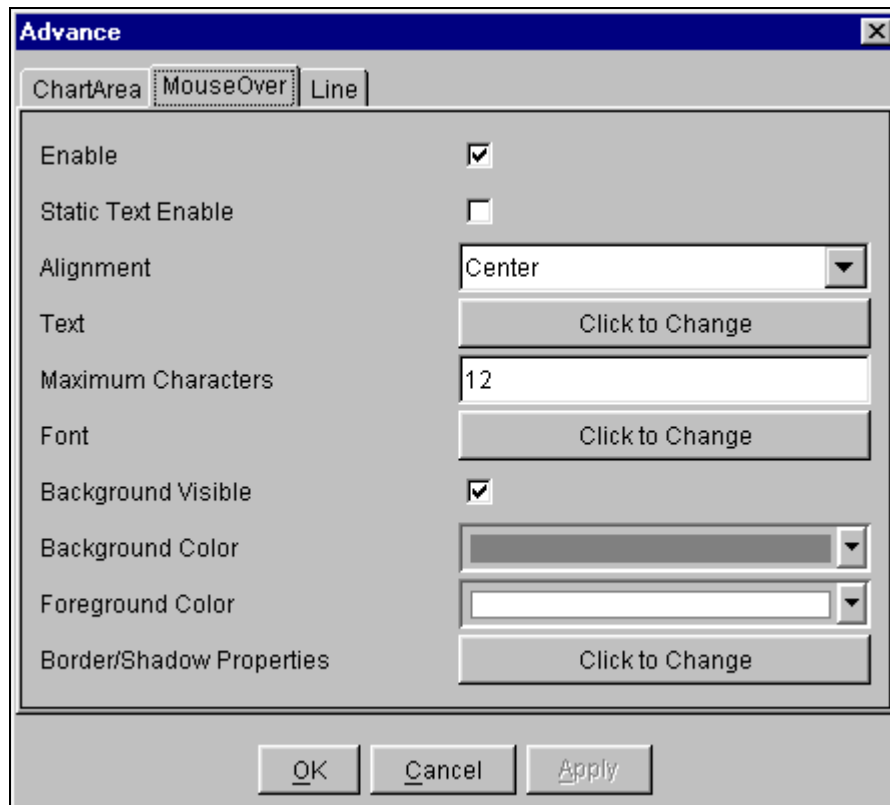 Advance
ChartArea MouseOver Line
Enable
Static Text Enable
Alignment Center
Text Click to Change
Maximum Characters 12
Font Click to Change
Background Visible
Background Color
Foreground Color
Border/Shadow Properties Click to Change
OK Cancel Apply